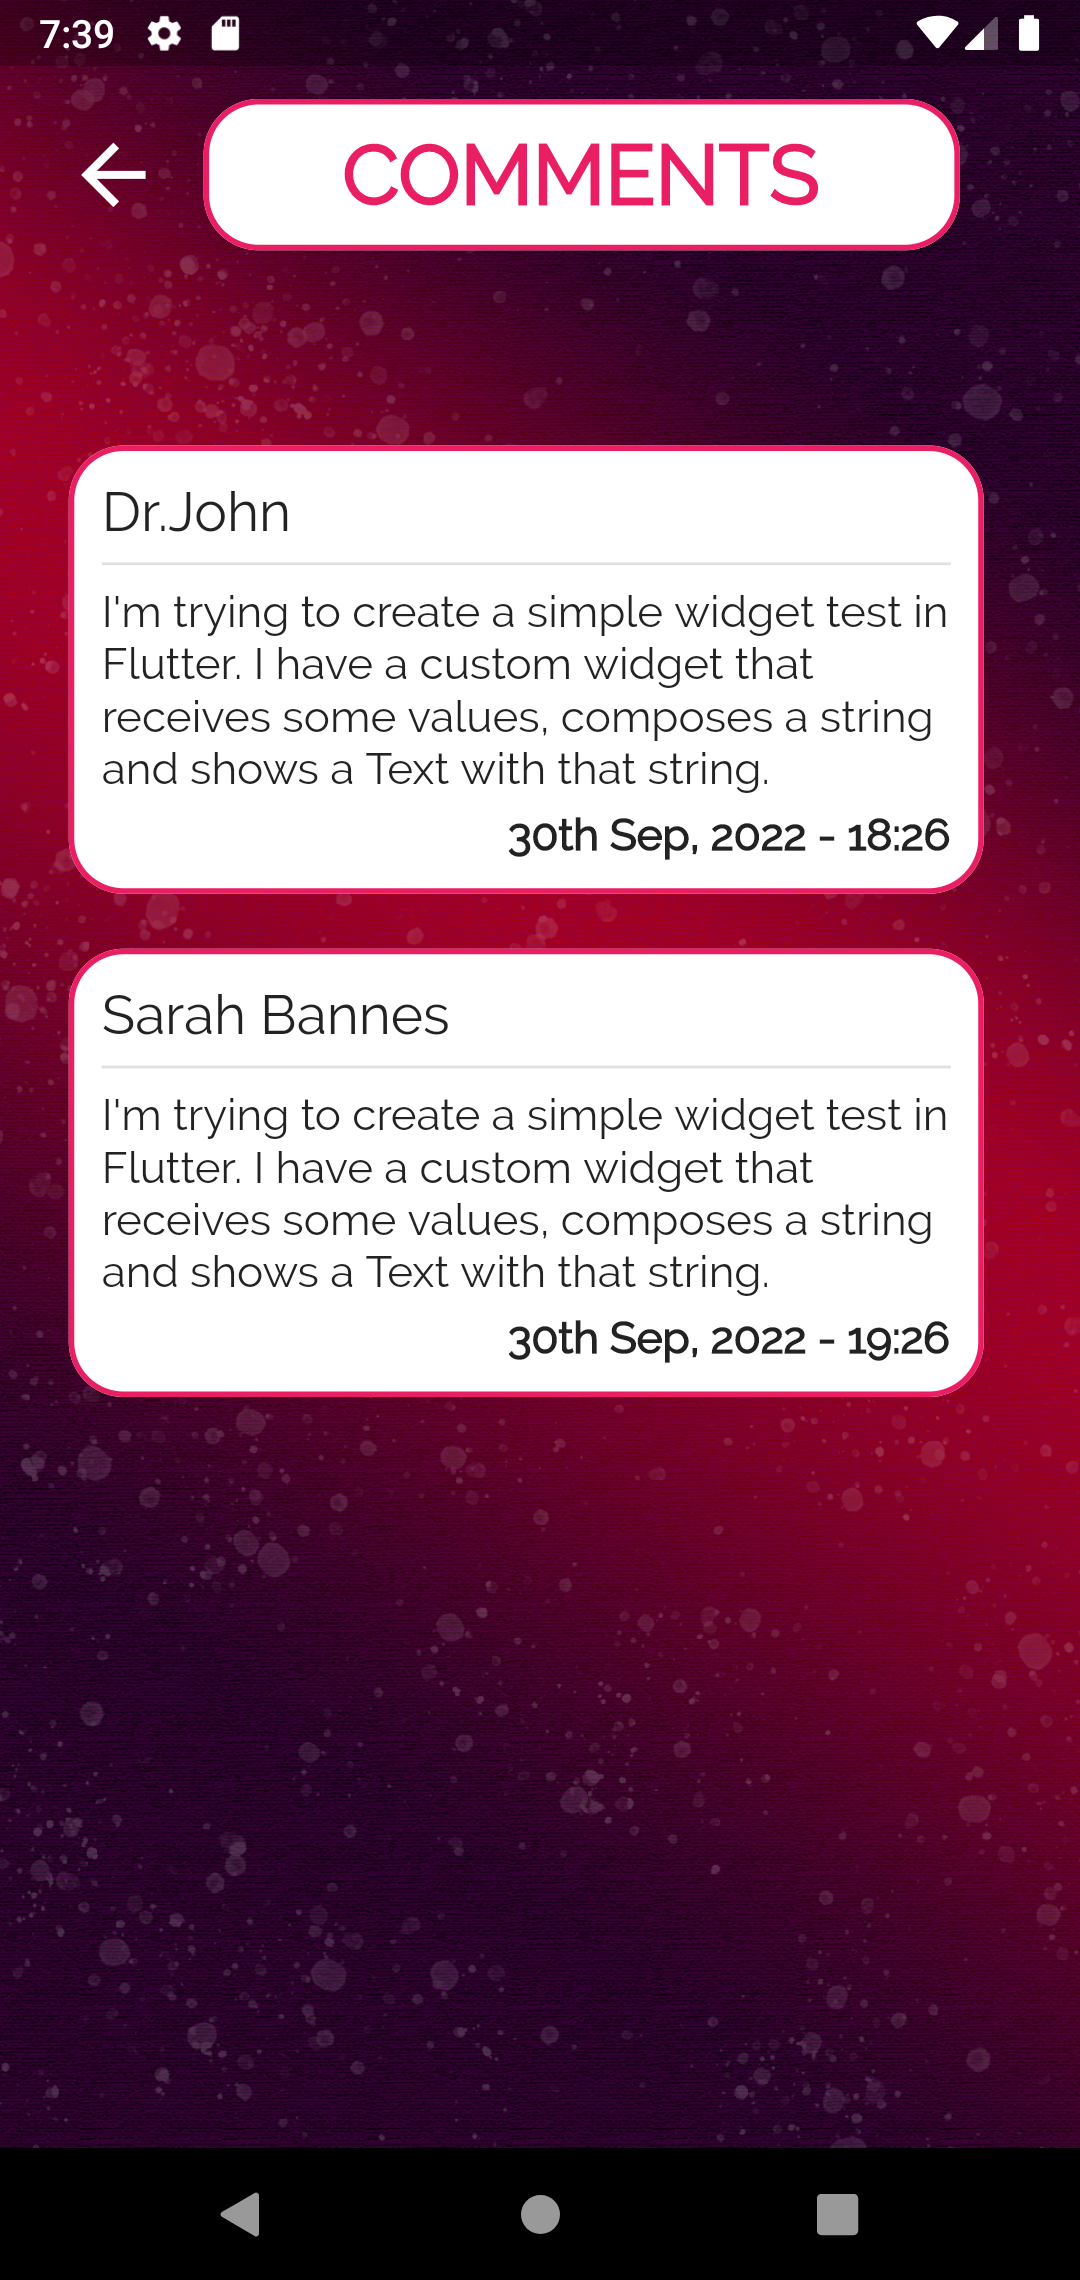 7:39
COMMENTS
Dr.John
I'm trying to create a simple widget test in
Flutter. I have a custom widget that
receives some values, composes a string
and shows a Text with that string.
30th Sep, 2022 - 18:26
Sarah Bannes
I'm trying to create a simple widget test in
Flutter. I have a custom widget that
receives some values, composes a string
and shows a Text with that string.
30th Sep, 2022 - 19:26